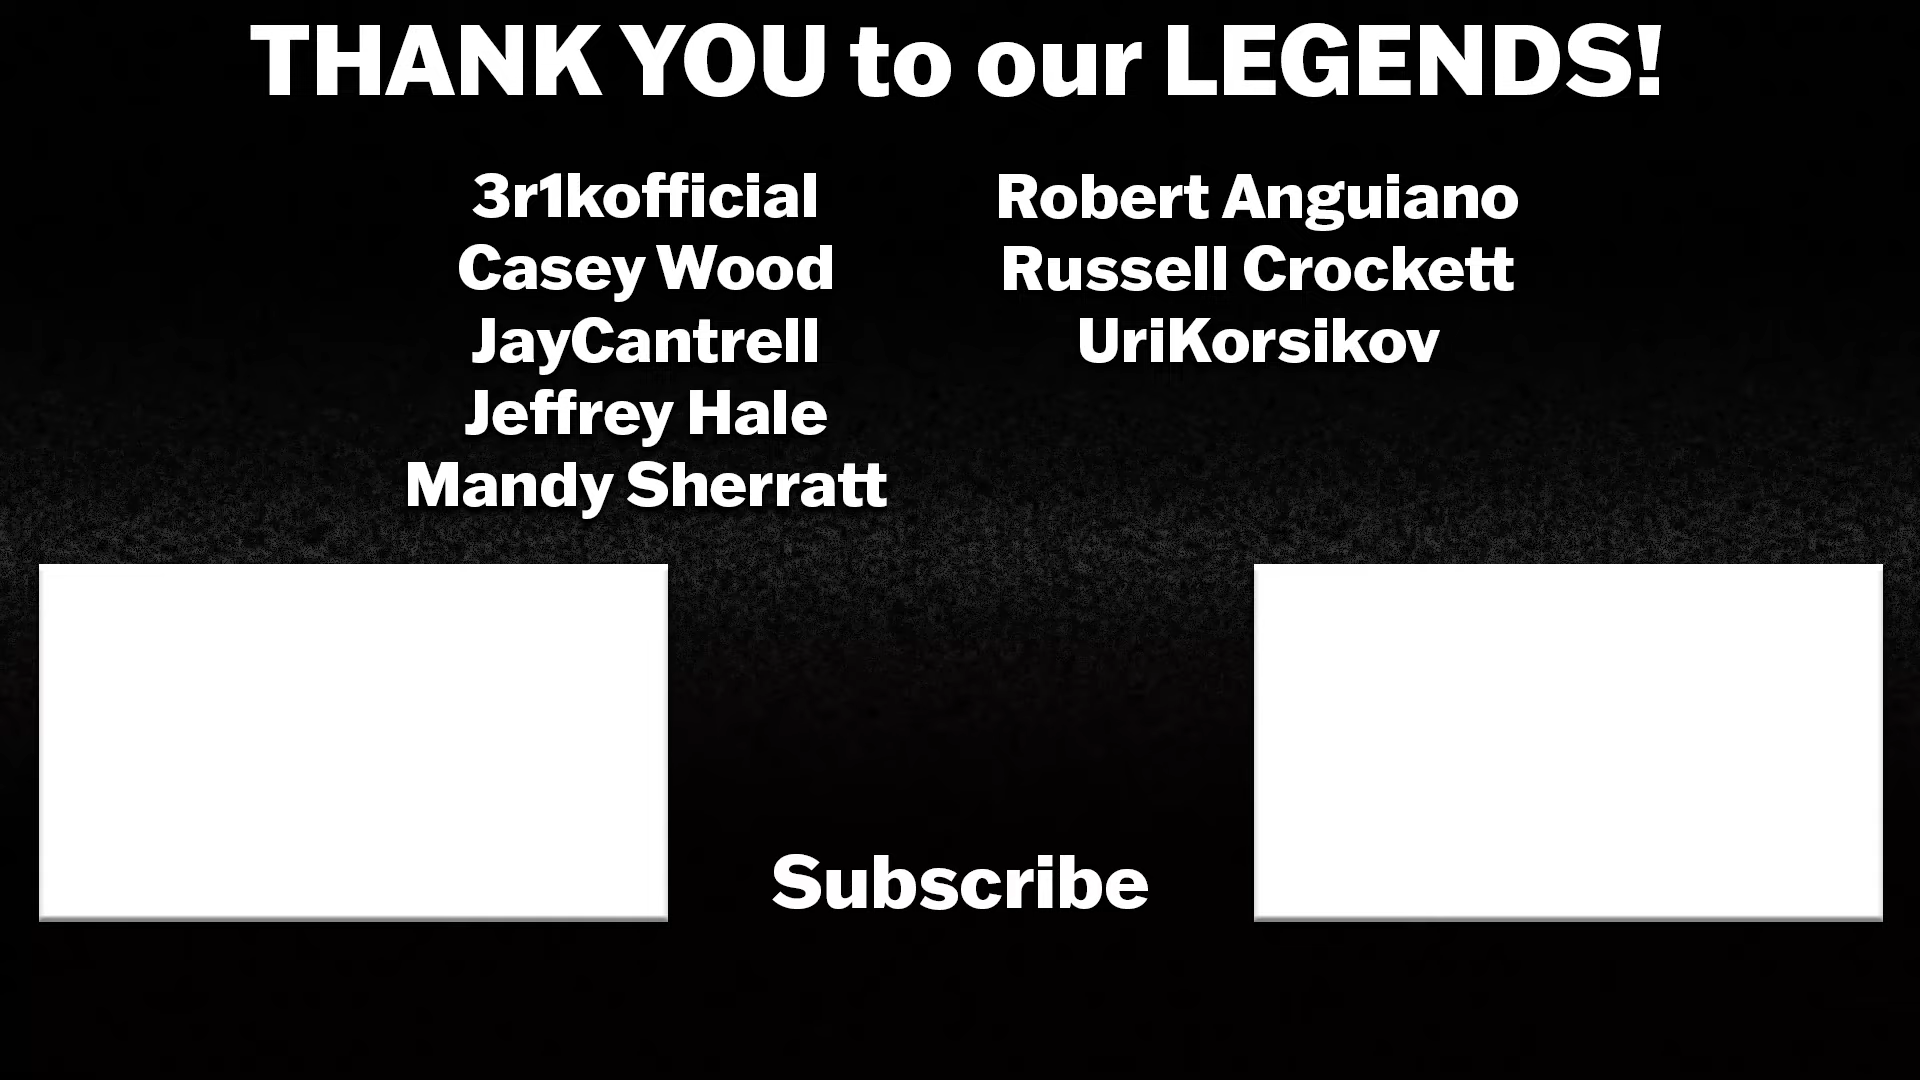 THANK YOU to our LEGENDS!
3r1kofficial
Casey Wood
JayCantrell
Jeffrey Hale
Mandy Sherratt
Robert Anguiano
Russell Crockett
UriKorsikov
Subscribe